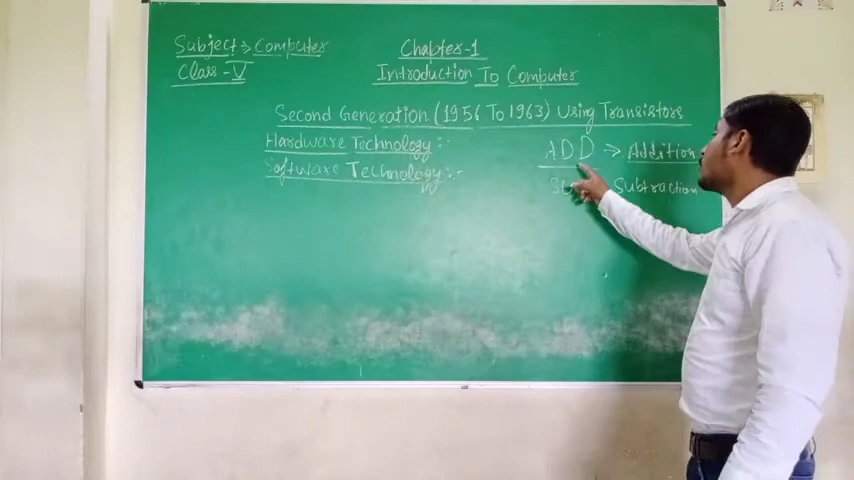 Subject → Computer
Class - V
Chapter-1
Introduction To Computer
Second Generation (1956 To 1963) Using Transistors
Hardware Technology :-
Software Technology :-
ADD → Addition
Subtraction